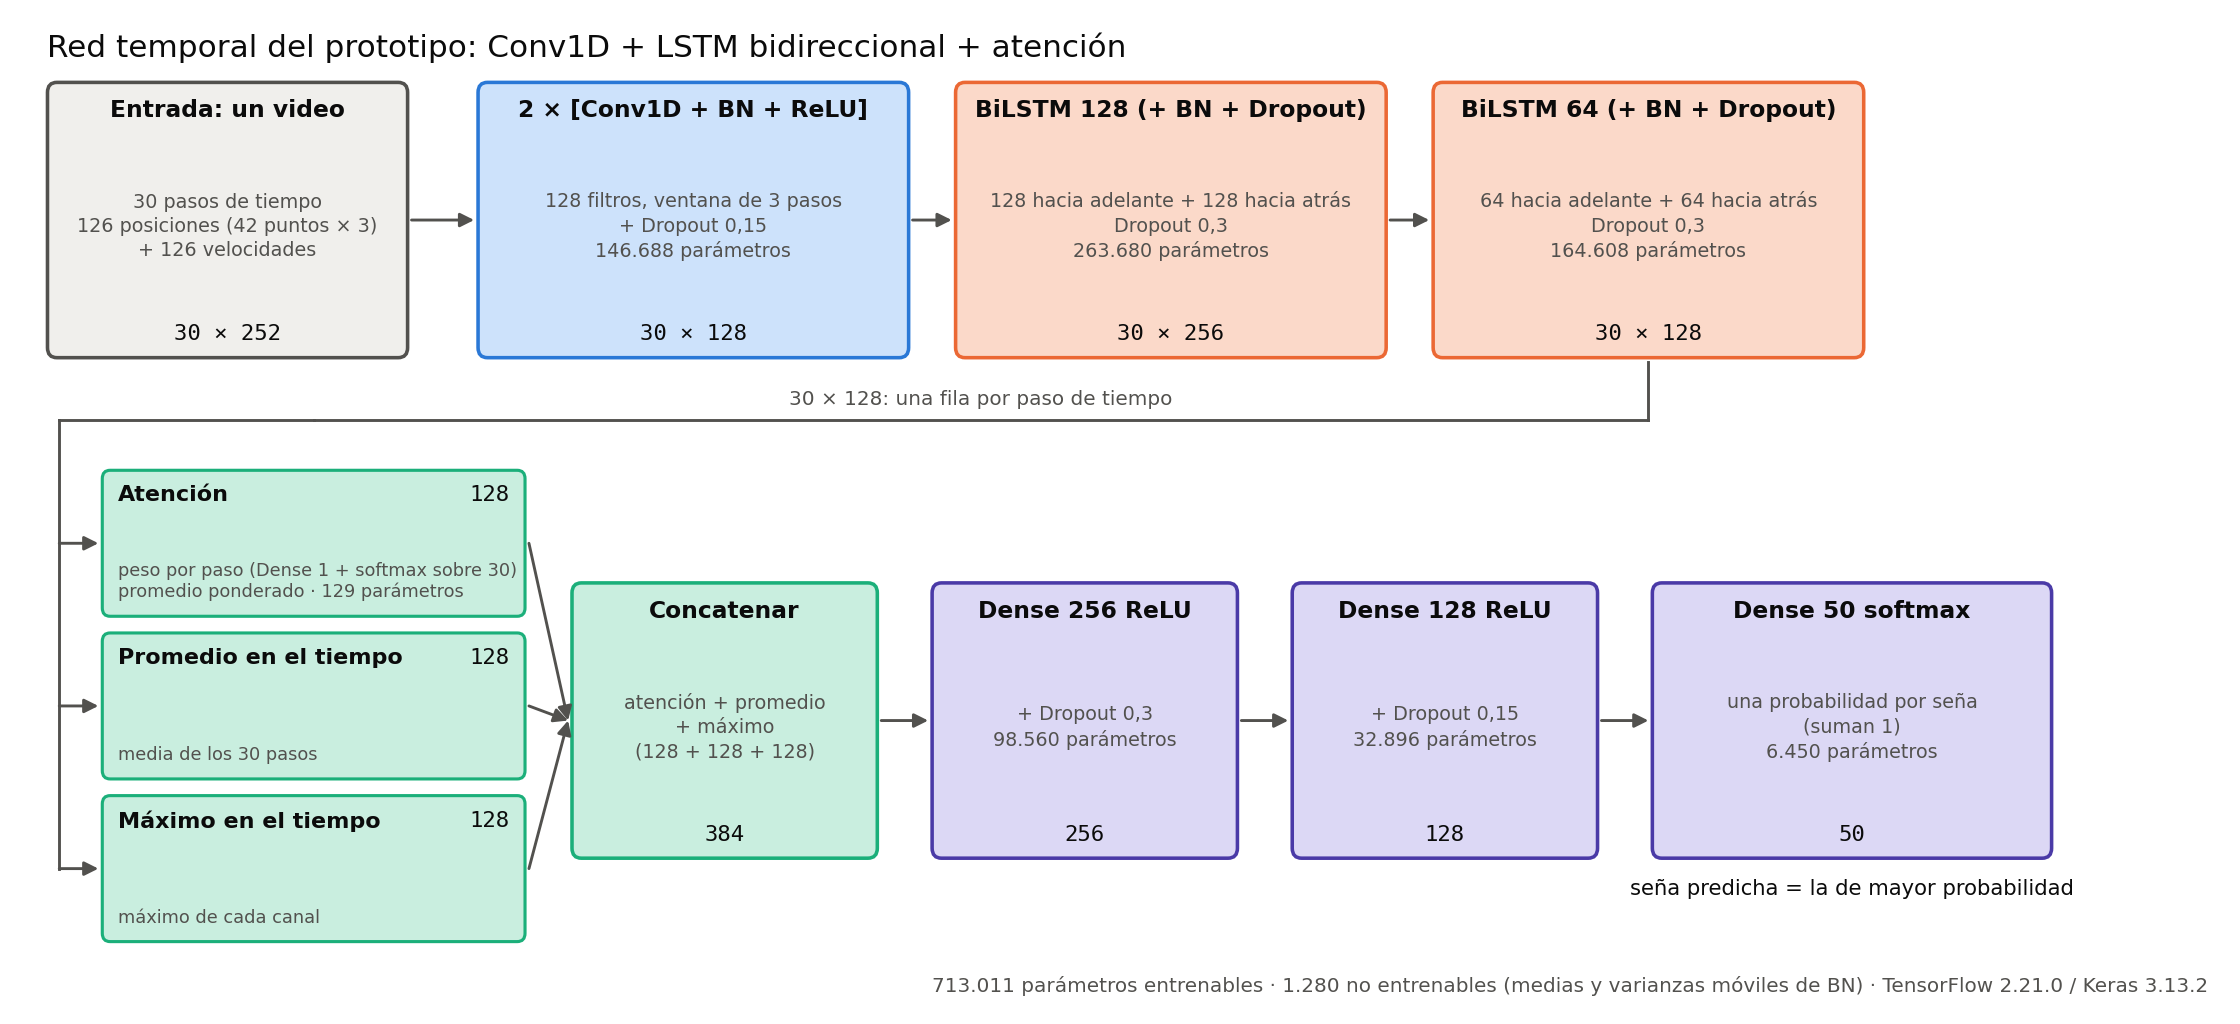 Red temporal del prototipo: Conv1D + LSTM bidireccional + atención
Entrada: un video
30 pasos de tiempo
126 posiciones (42 puntos × 3)
+ 126 velocidades
30 × 252
2 × [Conv1D + BN + ReLU]
128 filtros, ventana de 3 pasos
+ Dropout 0,15
146.688 parámetros
30 × 128
BiLSTM 128 (+ BN + Dropout)
128 hacia adelante + 128 hacia atrás
Dropout 0,3
263.680 parámetros
30 × 256
BiLSTM 64 (+ BN + Dropout)
64 hacia adelante + 64 hacia atrás
Dropout 0,3
164.608 parámetros
30 × 128
30 × 128: una fila por paso de tiempo
Atención 128
peso por paso (Dense 1 + softmax sobre 30)
promedio ponderado · 129 parámetros
Promedio en el tiempo 128
media de los 30 pasos
Máximo en el tiempo 128
máximo de cada canal
Concatenar
atención + promedio
+ máximo
(128 + 128 + 128)
384
Dense 256 ReLU
+ Dropout 0,3
98.560 parámetros
256
Dense 128 ReLU
+ Dropout 0,15
32.896 parámetros
128
Dense 50 softmax
una probabilidad por seña
(suman 1)
6.450 parámetros
50
seña predicha = la de mayor probabilidad
713.011 parámetros entrenables · 1.280 no entrenables (medias y varianzas móviles de BN) · TensorFlow 2.21.0 / Keras 3.13.2